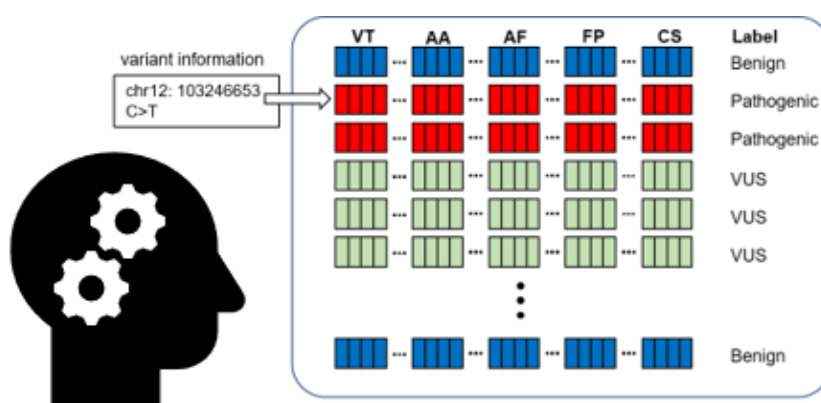 VT AA AF FP CS Label
variant information
Benign
chr12: 103246653
C>T
Pathogenic
Pathogenic
VUS
VUS
VUS
Benign